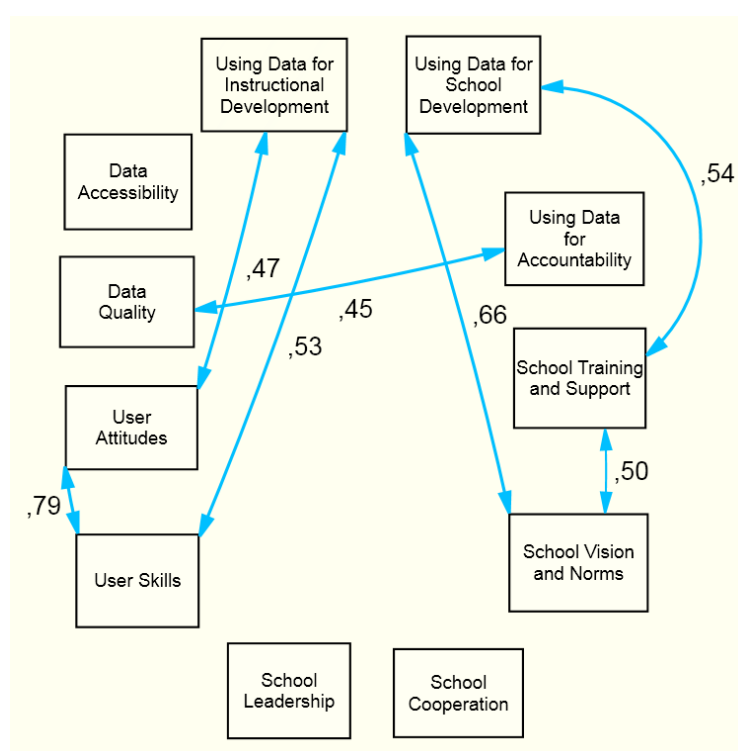 Using Data for
Instructional
Development
Using Data for
School
Development
Data
Accessibility
,54
Using Data
for
Accountability
Data
Quality
,47
,45
,66
,53
School Training
and Support
User
Attitudes
,50
,79
School Vision
and Norms
User Skills
School
Leadership
School
Cooperation